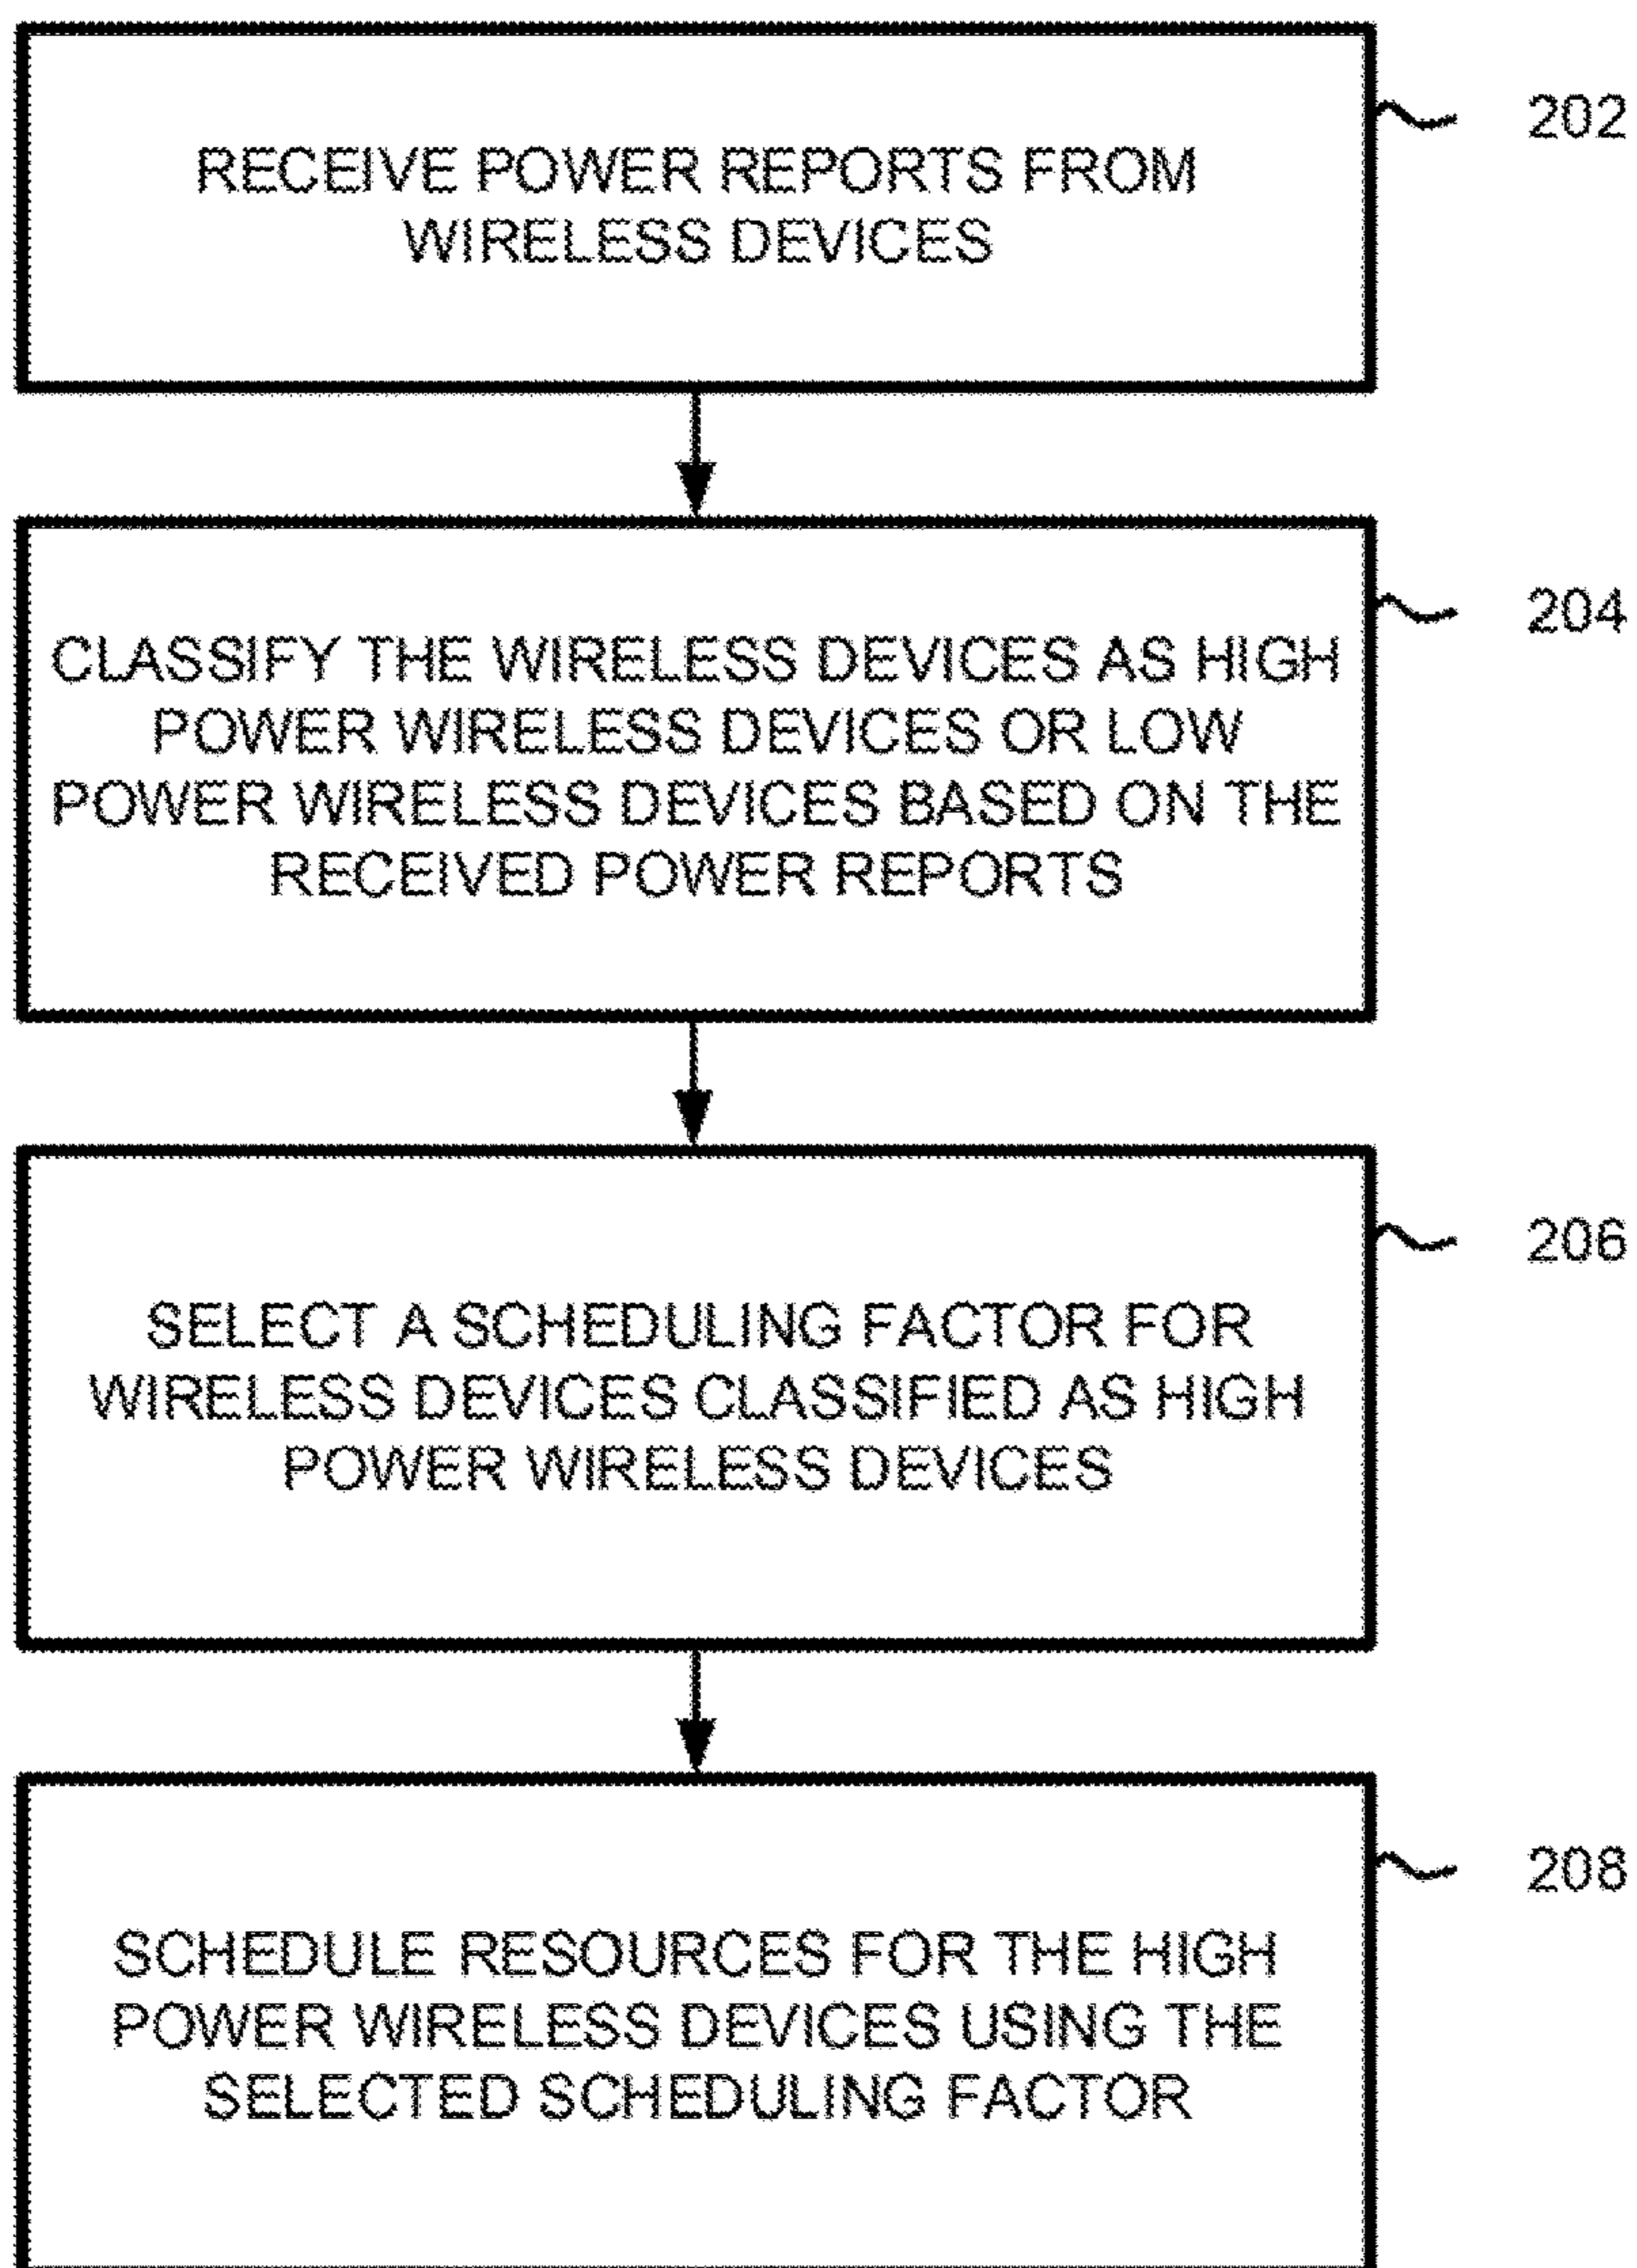 RECEIVE POWER REPORTS FROM
WIRELESS DEVICES
202
CLASSIFY THE WIRELESS DEVICES AS HIGH
POWER WIRELESS DEVICES OR LOW
POWER WIRELESS DEVICES BASED ON THE
RECEIVED POWER REPORTS
204
SELECT A SCHEDULING FACTOR FOR
WIRELESS DEVICES CLASSIFIED AS HIGH
POWER WIRELESS DEVICES
206
SCHEDULE RESOURCES FOR THE HIGH
POWER WIRELESS DEVICES USING THE
SELECTED SCHEDULING FACTOR
208